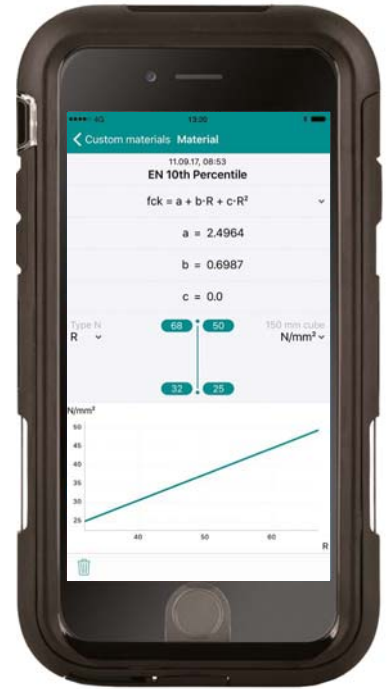 4G 13:00
Custom materials Material
11.09.17, 08:53
EN 10th Percentile
fck = a + b·R + c·R²
a = 2.4964
b = 0.6987
c = 0.0
Type N 68 50 150 mm cube
R N/mm²
32 25
N/mm²
50
45
40
35
30
25
40 50 60
R